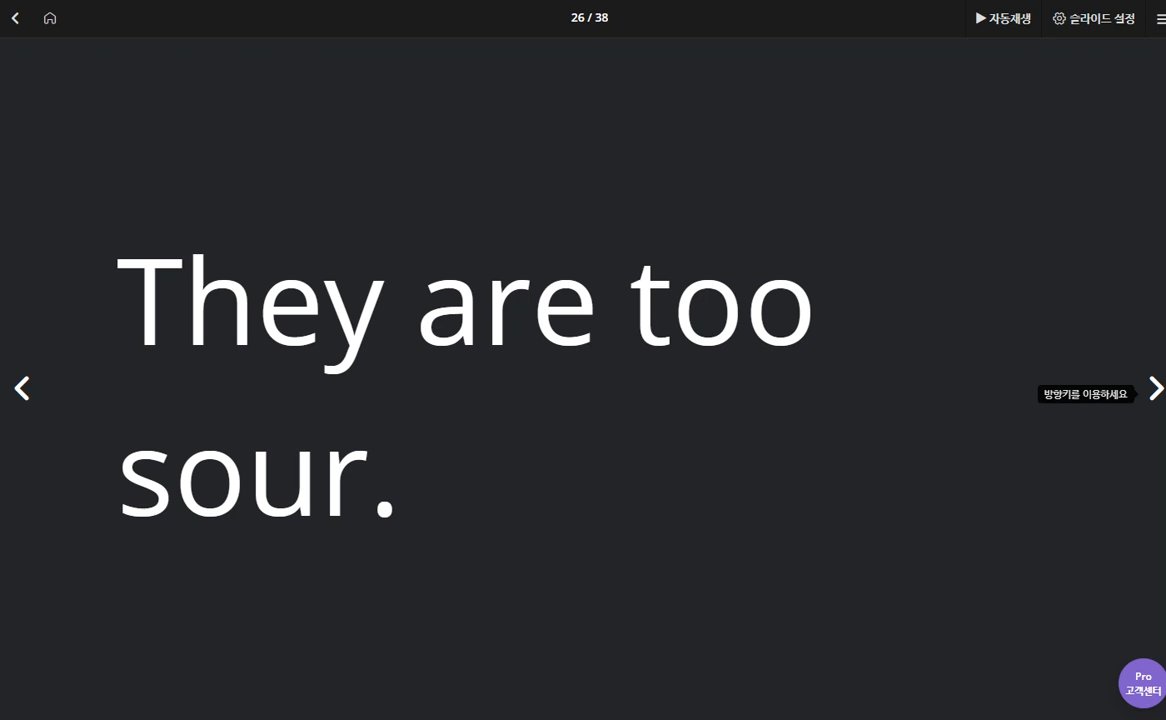 26 / 38
자동재생
슬라이드 설정
They are too
방향키를 이용하세요
sour.
Pro
고객센터